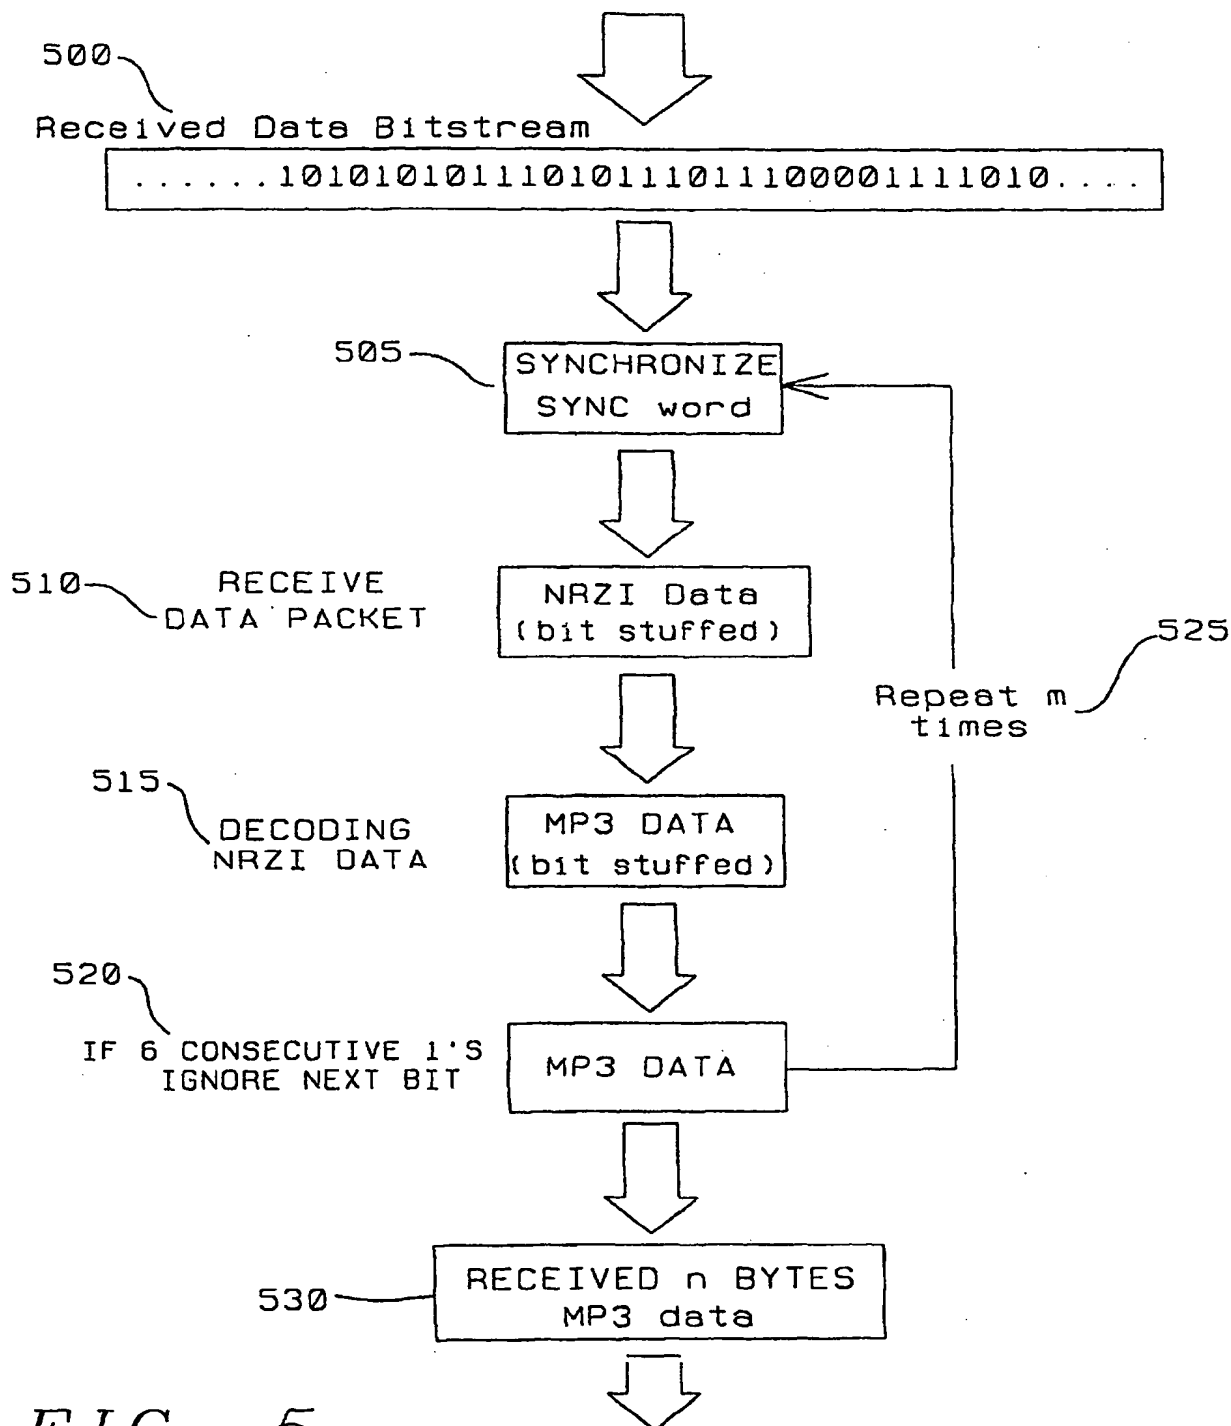 500
Received Data Bitstream
......10101010111010111011100001111010....
505
SYNCHRONIZE
SYNC word
510
RECEIVE
DATA PACKET
NRZI Data
(bit stuffed)
525
Repeat m
times
515
DECODING
NRZI DATA
MP3 DATA
(bit stuffed)
520
IF 6 CONSECUTIVE 1'S
IGNORE NEXT BIT
MP3 DATA
530
RECEIVED n BYTES
MP3 data
FIG. 5